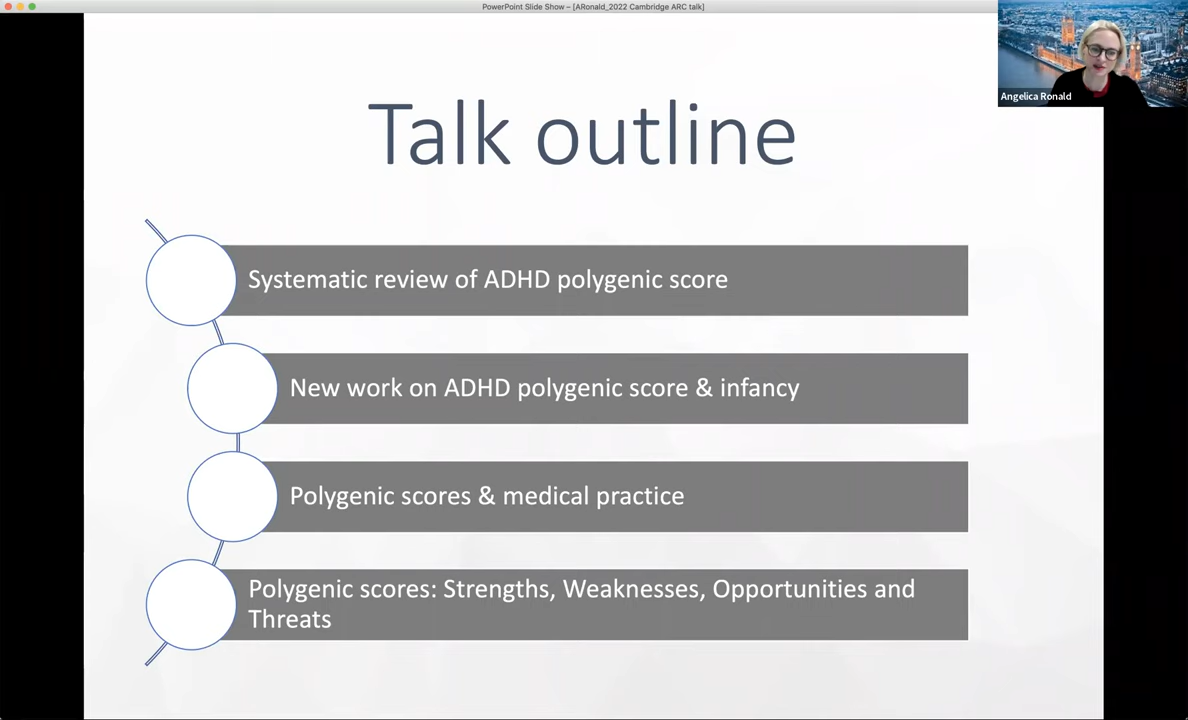 PowerPoint Slide Show – [ARonald_2022 Cambridge ARC talk]
Angelica Ronald
Talk outline
Systematic review of ADHD polygenic score
New work on ADHD polygenic score & infancy
Polygenic scores & medical practice
Polygenic scores: Strengths, Weaknesses, Opportunities and
Threats